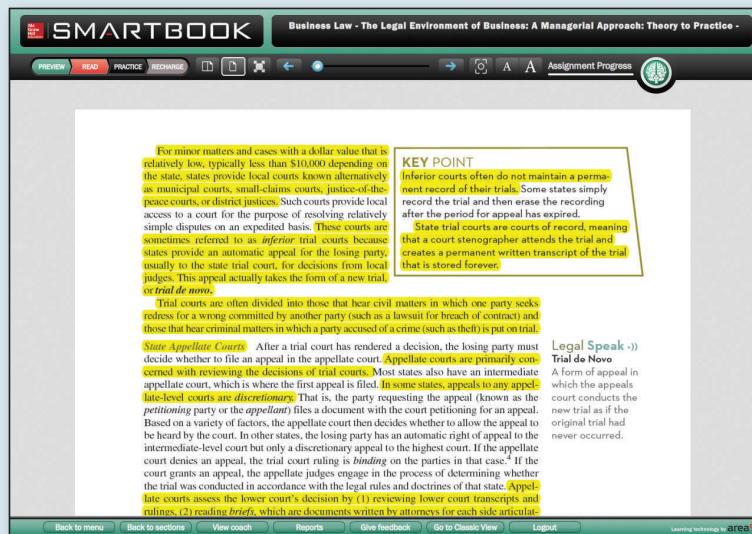 Mc Graw Hill SMARTBOOK
Business Law - The Legal Environment of Business: A Managerial Approach: Theory to Practice -
PREVIEW READ PRACTICE RECHARGE
A A Assignment Progress
For minor matters and cases with a dollar value that is
relatively low, typically less than $10,000 depending on
the state, states provide local courts known alternatively
as municipal courts, small-claims courts, justice-of-the-
peace courts, or district justices. Such courts provide local
access to a court for the purpose of resolving relatively
simple disputes on an expedited basis. These courts are
sometimes referred to as inferior trial courts because
states provide an automatic appeal for the losing party,
usually to the state trial court, for decisions from local
judges. This appeal actually takes the form of a new trial,
or trial de novo.
KEY POINT
Inferior courts often do not maintain a perma-
nent record of their trials. Some states simply
record the trial and then erase the recording
after the period for appeal has expired.
State trial courts are courts of record, meaning
that a court stenographer attends the trial and
creates a permanent written transcript of the trial
that is stored forever.
Trial courts are often divided into those that hear civil matters in which one party seeks
redress for a wrong committed by another party (such as a lawsuit for breach of contract) and
those that hear criminal matters in which a party accused of a crime (such as theft) is put on trial.
State Appellate Courts After a trial court has rendered a decision, the losing party must
decide whether to file an appeal in the appellate court. Appellate courts are primarily con-
cerned with reviewing the decisions of trial courts. Most states also have an intermediate
appellate court, which is where the first appeal is filed. In some states, appeals to any appel-
late-level courts are discretionary. That is, the party requesting the appeal (known as the
petitioning party or the appellant) files a document with the court petitioning for an appeal.
Based on a variety of factors, the appellate court then decides whether to allow the appeal to
be heard by the court. In other states, the losing party has an automatic right of appeal to the
intermediate-level court but only a discretionary appeal to the highest court. If the appellate
court denies an appeal, the trial court ruling is binding on the parties in that case.4 If the
court grants an appeal, the appellate judges engage in the process of determining whether
the trial was conducted in accordance with the legal rules and doctrines of that state. Appel-
late courts assess the lower court's decision by (1) reviewing lower court transcripts and
rulings, (2) reading briefs, which are documents written by attorneys for each side articulat-
Legal Speak -))
Trial de Novo
A form of appeal in
which the appeals
court conducts the
new trial as if the
original trial had
never occurred.
Back to menu Back to sections View coach Reports Give feedback Go to Classic View Logout
Learning technology by area